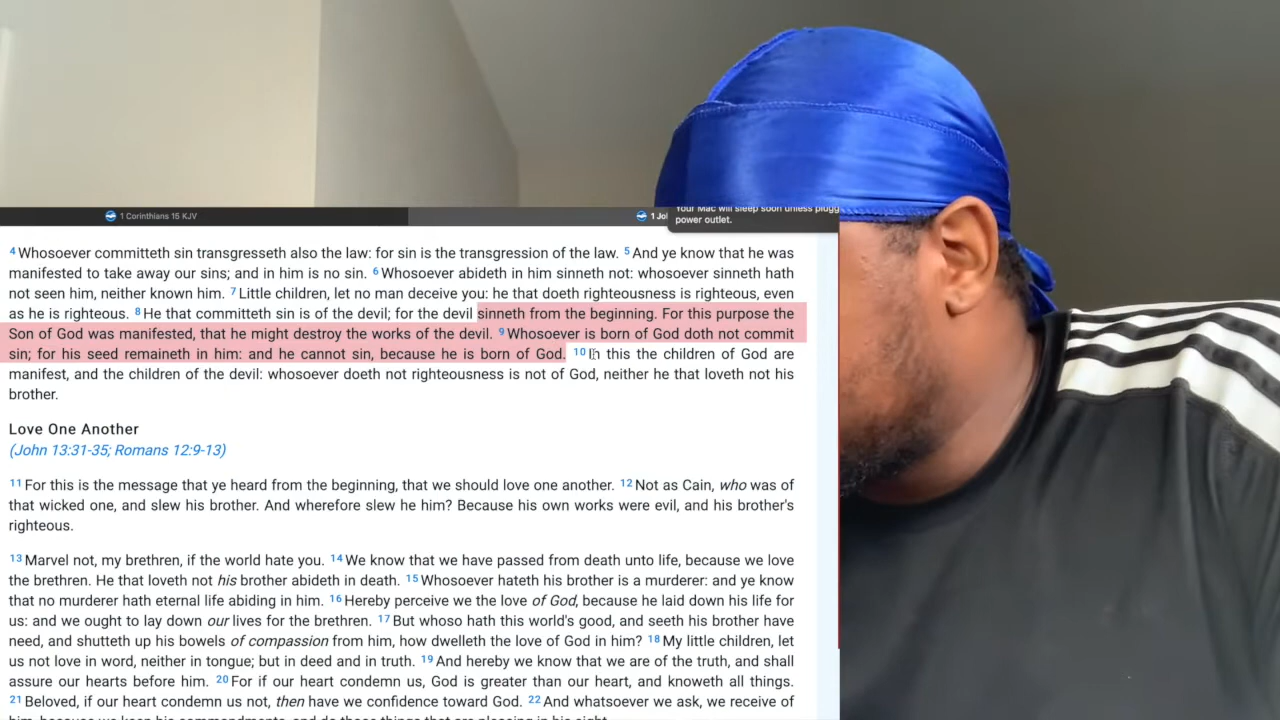 1 Corinthians 15 KJV
1 Jo
Your Mac will sleep soon unless plugg
power outlet.
4 Whosoever committeth sin transgresseth also the law: for sin is the transgression of the law. 5 And ye know that he was
manifested to take away our sins; and in him is no sin. 6 Whosoever abideth in him sinneth not: whosoever sinneth hath
not seen him, neither known him. 7 Little children, let no man deceive you: he that doeth righteousness is righteous, even
as he is righteous. 8 He that committeth sin is of the devil; for the devil sinneth from the beginning. For this purpose the
Son of God was manifested, that he might destroy the works of the devil. 9 Whosoever is born of God doth not commit
sin; for his seed remaineth in him: and he cannot sin, because he is born of God. 10 In this the children of God are
manifest, and the children of the devil: whosoever doeth not righteousness is not of God, neither he that loveth not his
brother.
Love One Another
(John 13:31-35; Romans 12:9-13)
11 For this is the message that ye heard from the beginning, that we should love one another. 12 Not as Cain, who was of
that wicked one, and slew his brother. And wherefore slew he him? Because his own works were evil, and his brother's
righteous.
13 Marvel not, my brethren, if the world hate you. 14 We know that we have passed from death unto life, because we love
the brethren. He that loveth not his brother abideth in death. 15 Whosoever hateth his brother is a murderer: and ye know
that no murderer hath eternal life abiding in him. 16 Hereby perceive we the love of God, because he laid down his life for
us: and we ought to lay down our lives for the brethren. 17 But whoso hath this world's good, and seeth his brother have
need, and shutteth up his bowels of compassion from him, how dwelleth the love of God in him? 18 My little children, let
us not love in word, neither in tongue; but in deed and in truth. 19 And hereby we know that we are of the truth, and shall
assure our hearts before him. 20 For if our heart condemn us, God is greater than our heart, and knoweth all things.
21 Beloved, if our heart condemn us not, then have we confidence toward God. 22 And whatsoever we ask, we receive of
him, because we keep his commandments, and do those things that are pleasing in his sight.